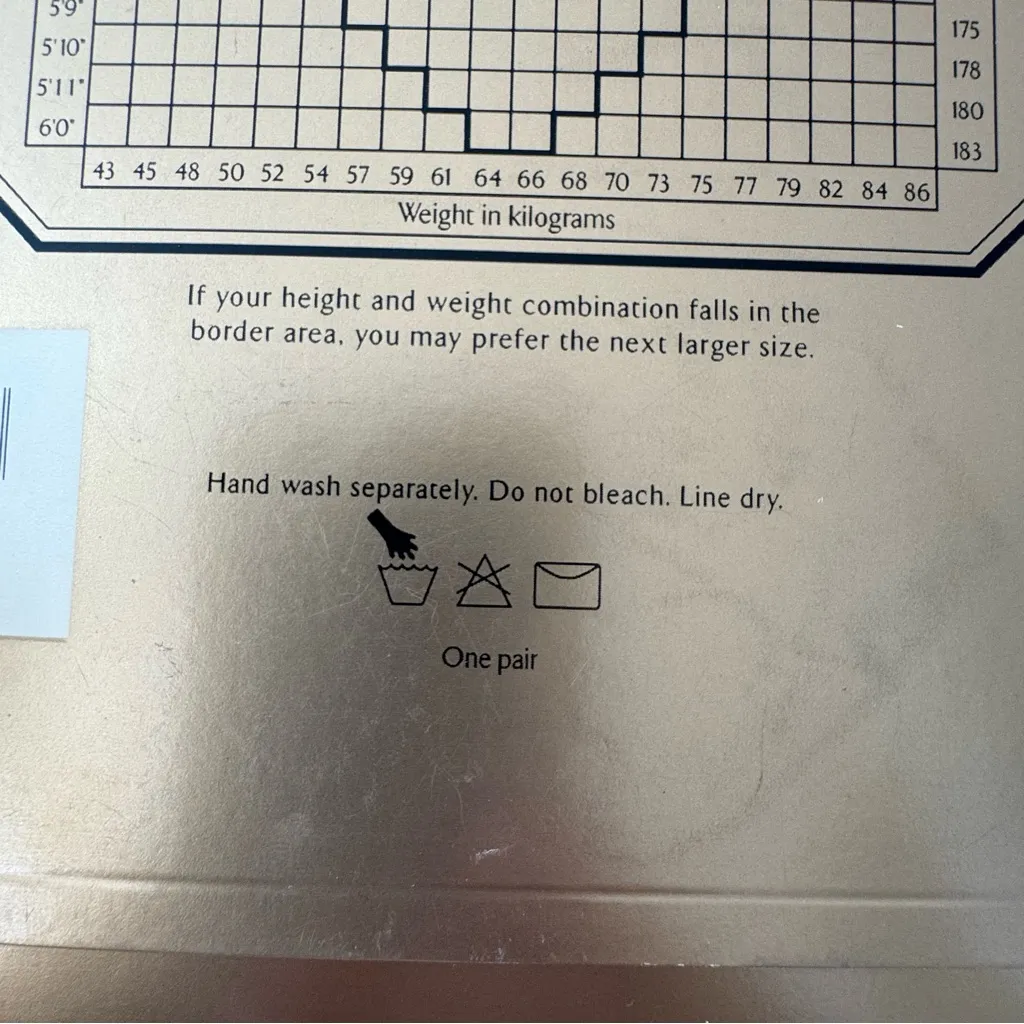 5'9" 175
5'10" 178
5'11" 180
6'0" 183
43 45 48 50 52 54 57 59 61 64 66 68 70 73 75 77 79 82 84 86
Weight in kilograms
If your height and weight combination falls in the
border area, you may prefer the next larger size.
Hand wash separately. Do not bleach. Line dry.
One pair